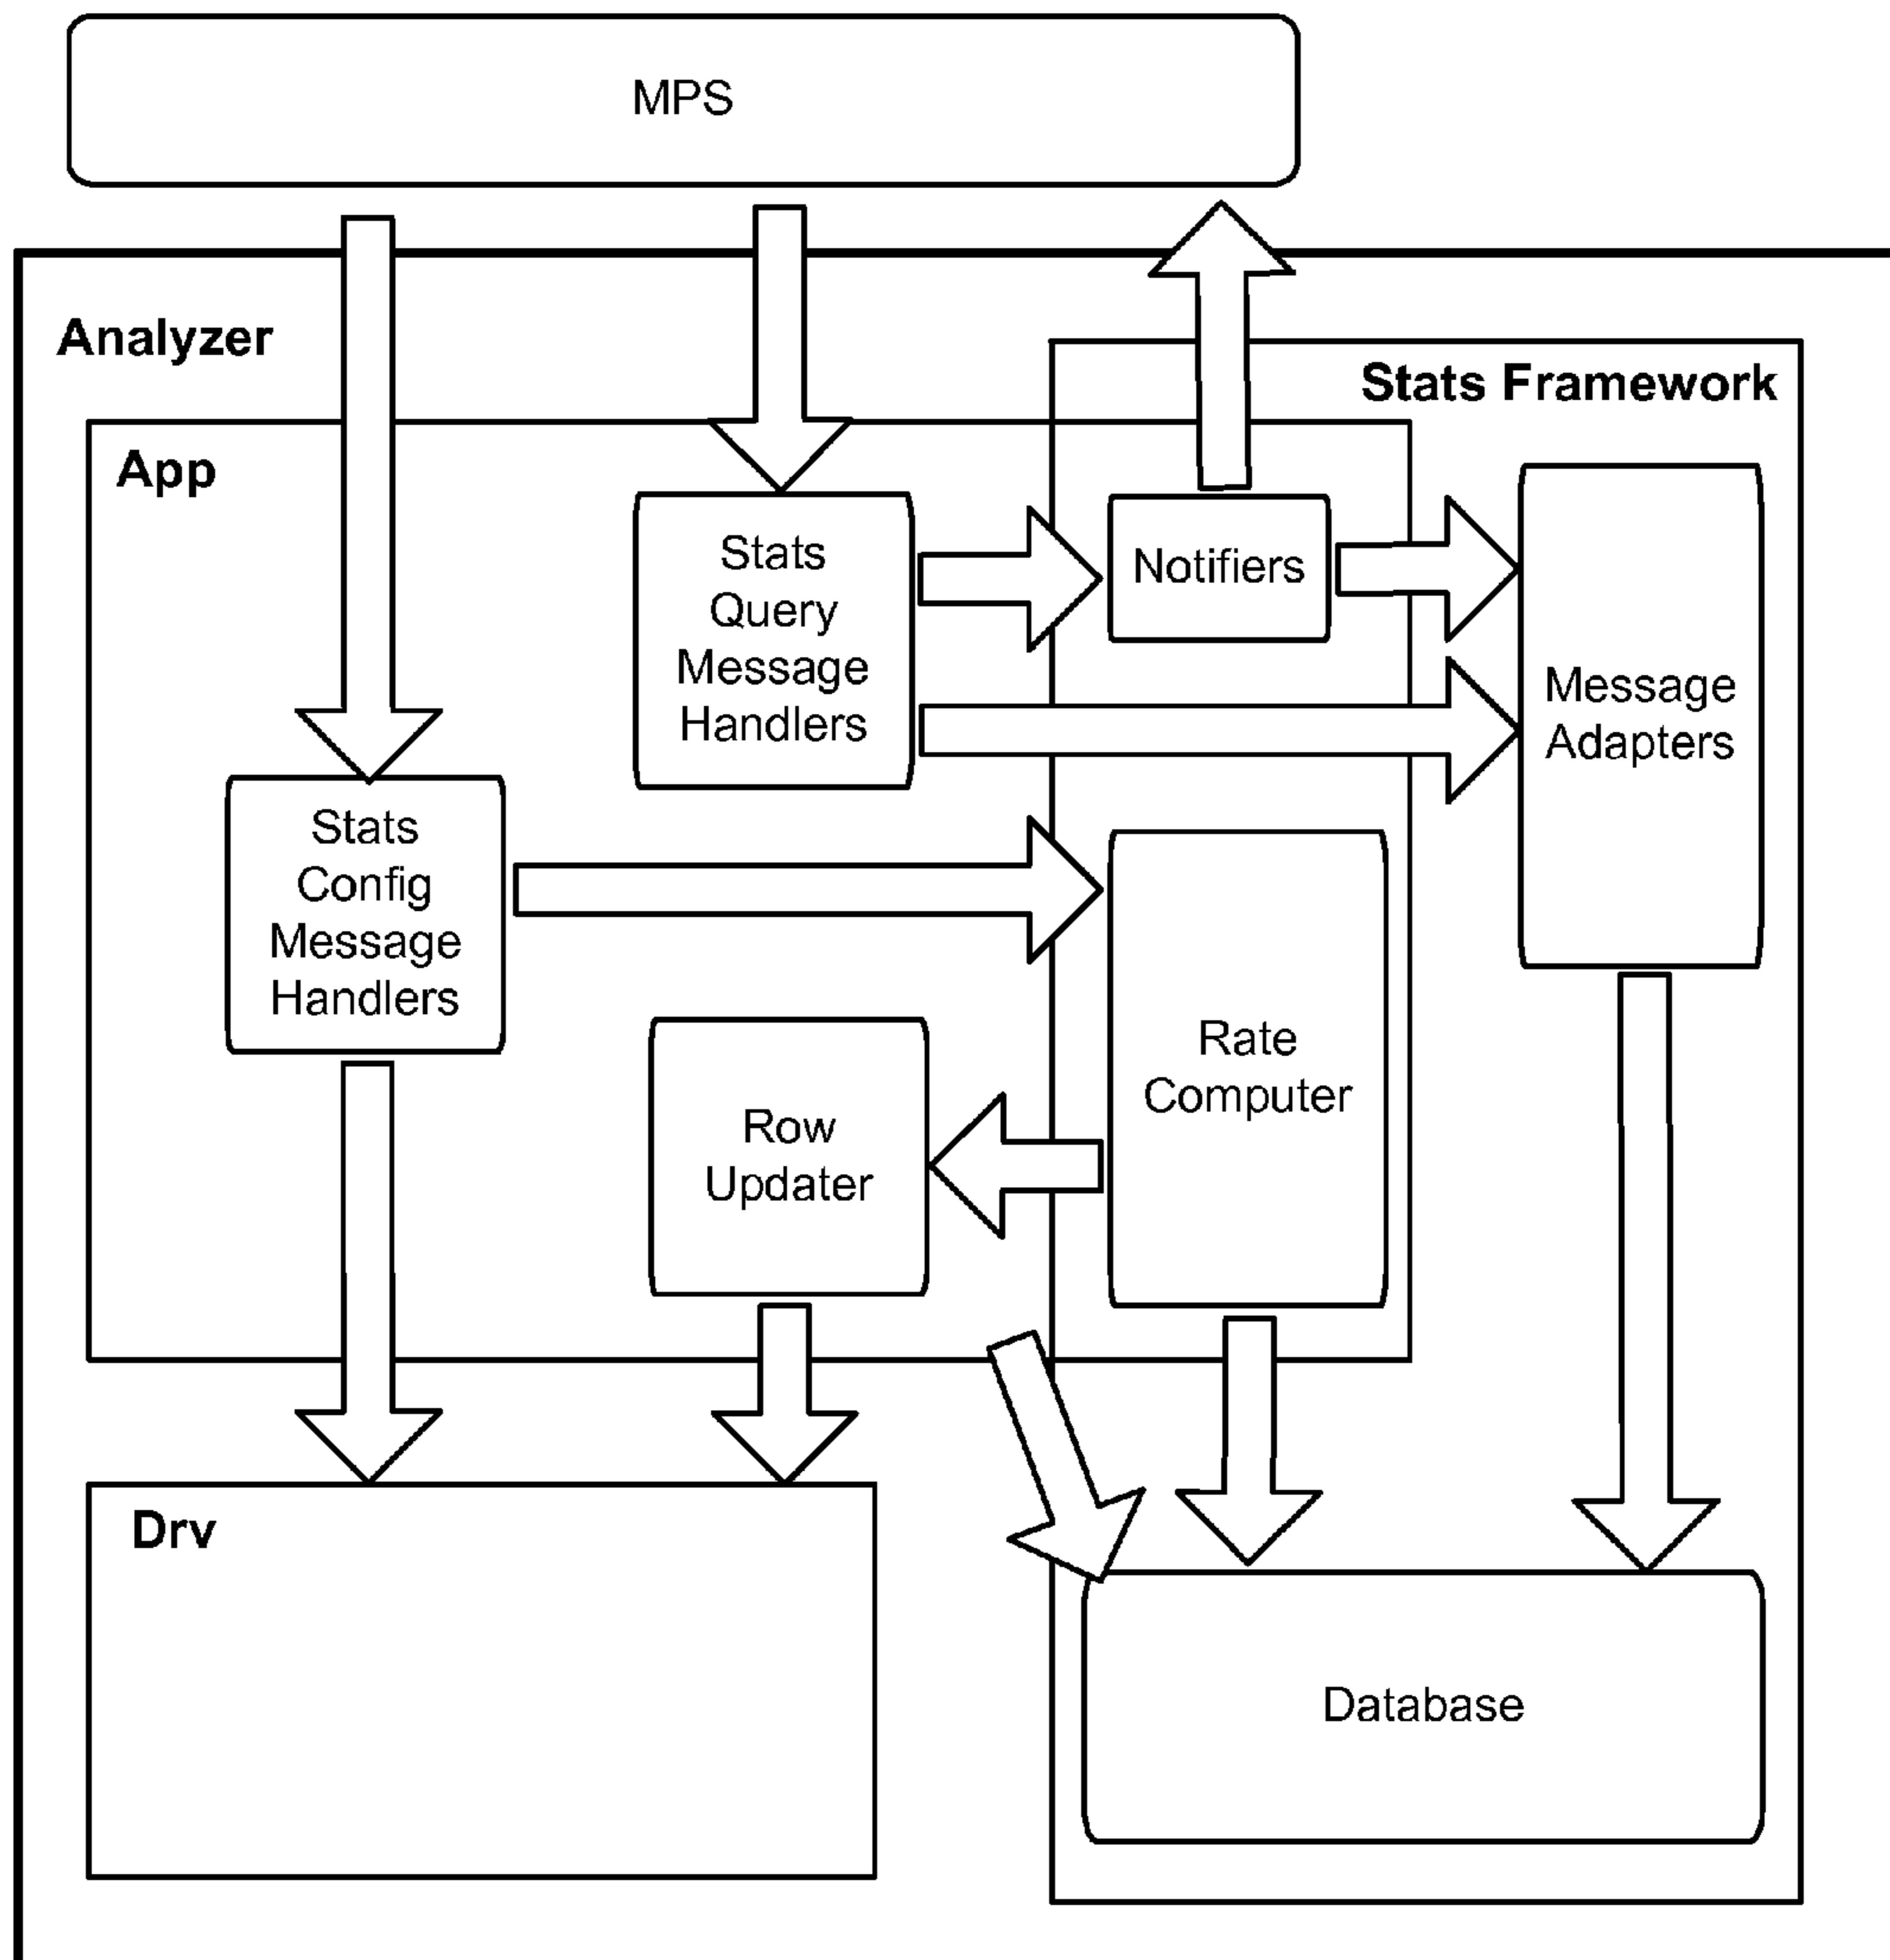 MPS
Analyzer
Stats Framework
App
Stats
Query
Message
Handlers
Notifiers
Message
Adapters
Stats
Config
Message
Handlers
Rate
Computer
Row
Updater
Drv
Database